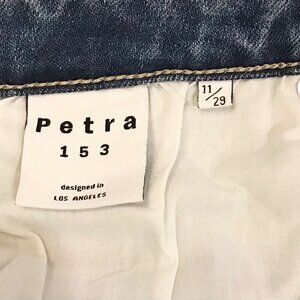 Petra
153
designed in
LOS ANGELES
11/29